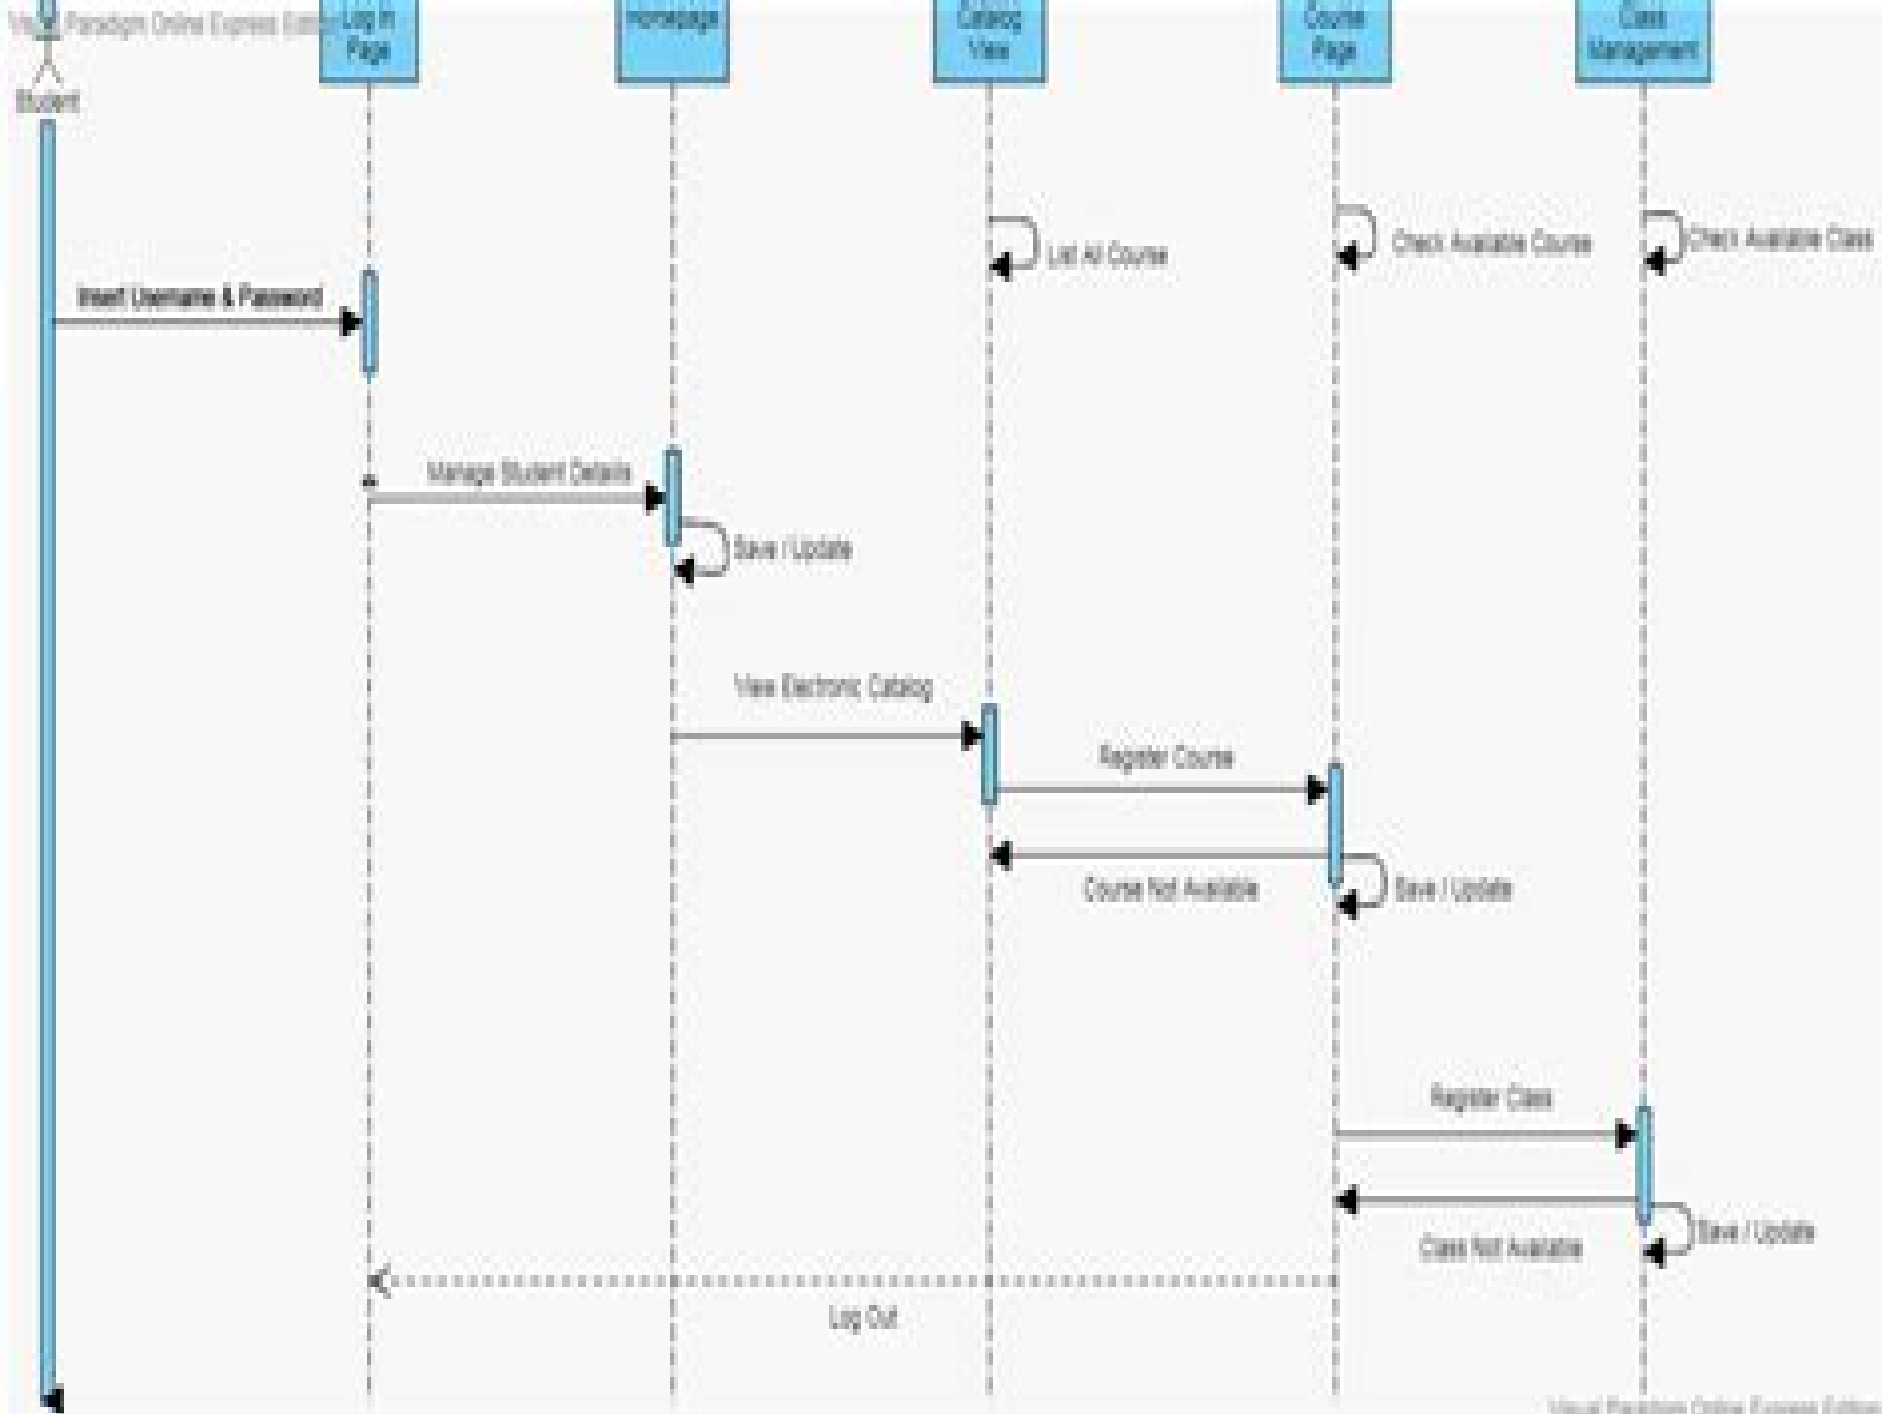 Visual Paradigm Online Express Edition
Log In
Page
Homepage
Catalog
View
Course
Page
Class
Management
Student
List All Course
Check Available Course
Check Available Class
Insert Username & Password
Manage Student Details
Save / Update
View Electronic Catalog
Register Course
Course Not Available
Save / Update
Register Class
Class Not Available
Save / Update
Log Out
Visual Paradigm Online Express Edition